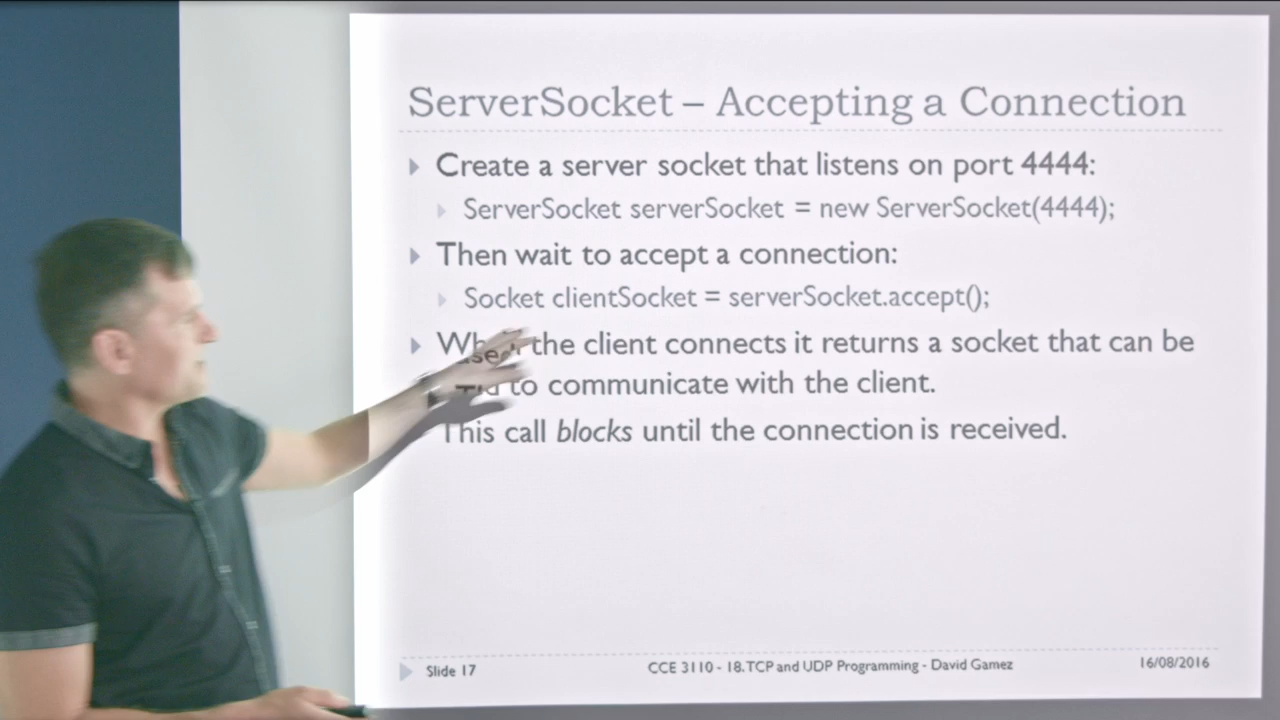 ServerSocket – Accepting a Connection
Create a server socket that listens on port 4444:
ServerSocket serverSocket = new ServerSocket(4444);
Then wait to accept a connection:
Socket clientSocket = serverSocket.accept();
the client connects it returns a socket that can be
to communicate with the client.
This call blocks until the connection is received.
Slide 17
CCE 3110 - 18.TCP and UDP Programming - David Gamez
16/08/2016